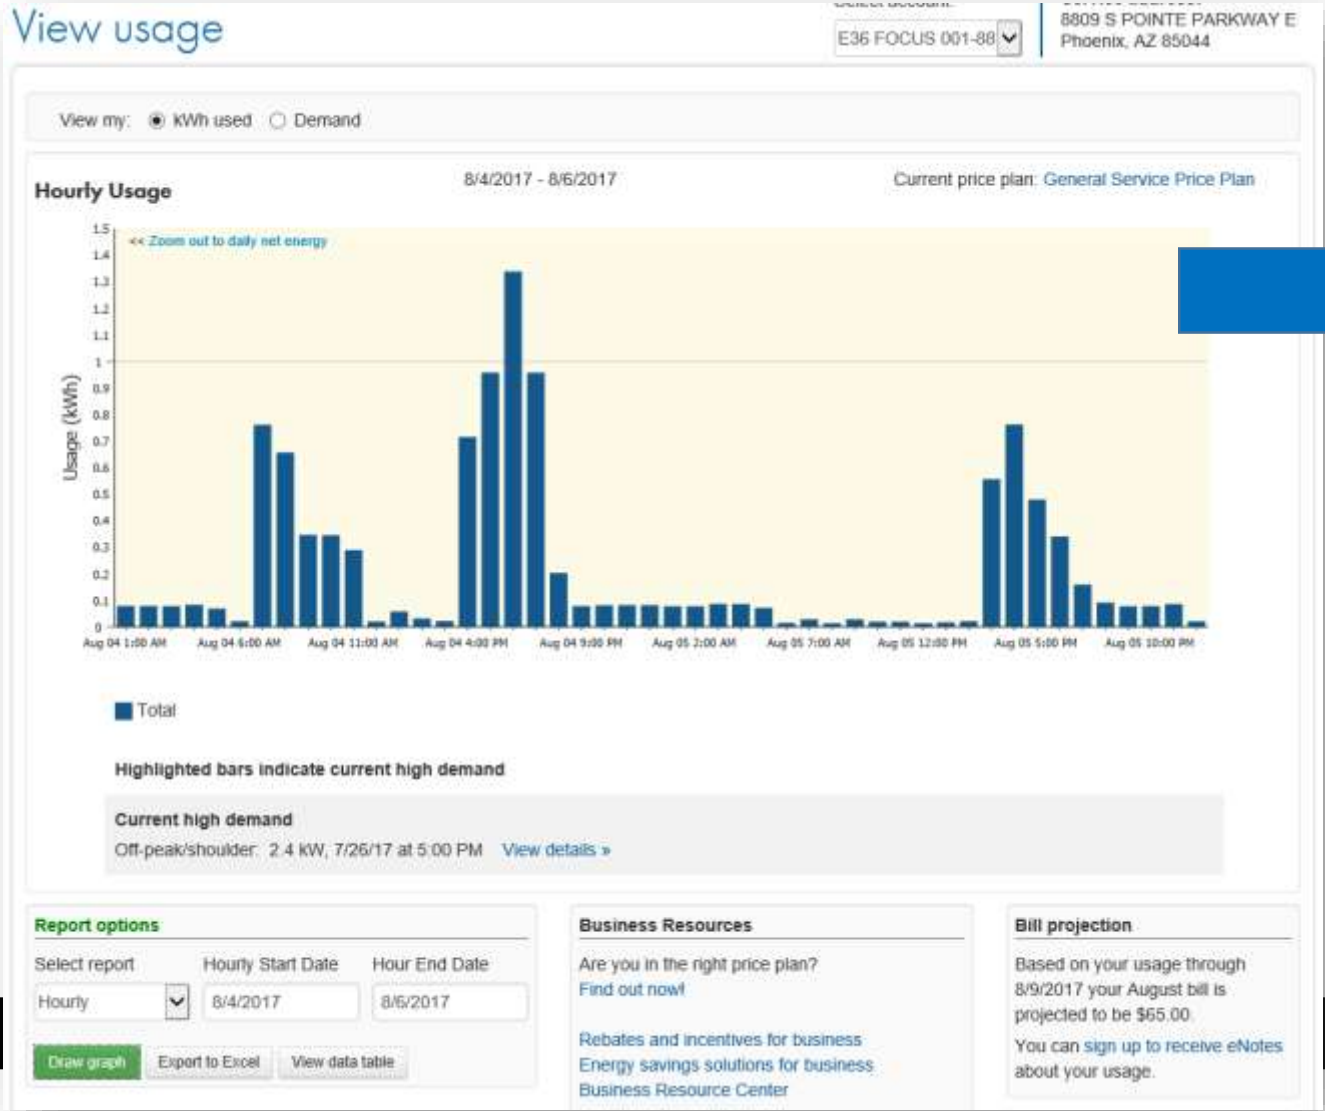 View usage
E36 FOCUS 001-88
8809 S POINTE PARKWAY E
Phoenix, AZ 85044
View my: kWh used Demand
Hourly Usage
8/4/2017 - 8/6/2017
Current price plan: General Service Price Plan
<< Zoom out to daily net energy
Usage (kWh)
1.5
1.4
1.3
1.2
1.1
1
0.9
0.8
0.7
0.6
0.5
0.4
0.3
0.2
0.1
0
Aug 04 1:00 AM Aug 04 6:00 AM Aug 04 11:00 AM Aug 04 4:00 PM Aug 04 9:00 PM Aug 05 2:00 AM Aug 05 7:00 AM Aug 05 12:00 PM Aug 05 5:00 PM Aug 05 10:00 PM
Total
Highlighted bars indicate current high demand
Current high demand
Off-peak/shoulder: 2.4 kW, 7/26/17 at 5:00 PM View details »
Report options
Select report Hourly Start Date Hour End Date
Hourly 8/4/2017 8/6/2017
Draw graph Export to Excel View data table
Business Resources
Are you in the right price plan?
Find out now!
Rebates and incentives for business
Energy savings solutions for business
Business Resource Center
Bill projection
Based on your usage through
8/9/2017 your August bill is
projected to be $65.00.
You can sign up to receive eNotes
about your usage.